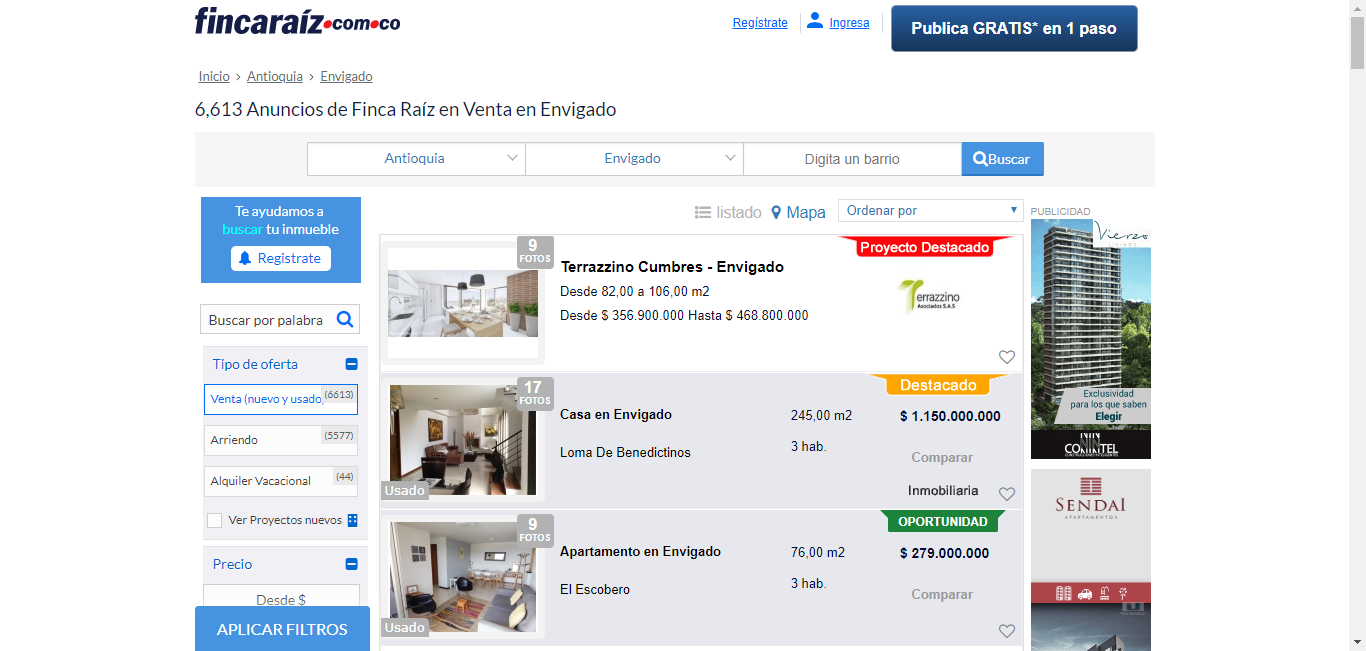 fincaraíz.com.co
Regístrate
Ingresa
Publica GRATIS* en 1 paso
Inicio > Antioquia > Envigado
6,613 Anuncios de Finca Raíz en Venta en Envigado
Antioquia
Envigado
Digita un barrio
Buscar
Te ayudamos a
buscar tu inmueble
Registrate
Buscar por palabra
Tipo de oferta
Venta (nuevo y usado) (6613)
Arriendo (5577)
Alquiler Vacacional (44)
Ver Proyectos nuevos
Precio
Desde $
APLICAR FILTROS
listado
Mapa
Ordenar por
9
FOTOS
Terrazzino Cumbres - Envigado
Desde 82,00 a 106,00 m2
Desde $ 356.900.000 Hasta $ 468.800.000
Proyecto Destacado
Terrazzino
Asociados S.A.S
17
FOTOS
Usado
Casa en Envigado
Loma De Benedictinos
245,00 m2
3 hab.
Destacado
$ 1.150.000.000
Comparar
Inmobiliaria
9
FOTOS
Usado
Apartamento en Envigado
El Escobero
76,00 m2
3 hab.
OPORTUNIDAD
$ 279.000.000
Comparar
PUBLICIDAD
Vierzo
Exclusividad
para los que saben
Elegir
CONINTEL
CONSTRUCCIONES INTELIGENTES
SENDAI
APARTAMENTOS